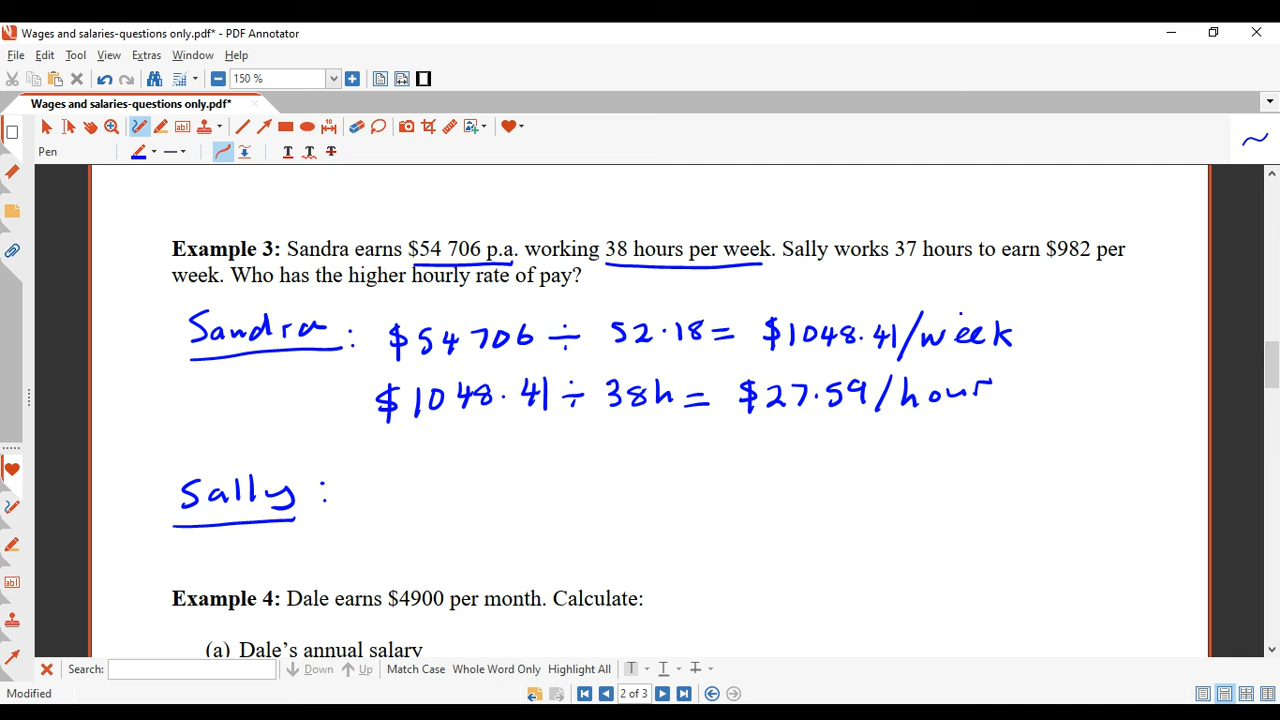 Wages and salaries-questions only.pdf* - PDF Annotator
File Edit Tool View Extras Window Help
150 %
Wages and salaries-questions only.pdf*
Pen
Example 3: Sandra earns $54 706 p.a. working 38 hours per week. Sally works 37 hours to earn $982 per
week. Who has the higher hourly rate of pay?
Sandra: $54706 ÷ 52.18 = $1048.41/week
$1048.41 ÷ 38h = $27.59/hour
Sally:
Example 4: Dale earns $4900 per month. Calculate:
(a) Dale's annual salary
Search: Down Up Match Case Whole Word Only Highlight All
Modified 2 of 3